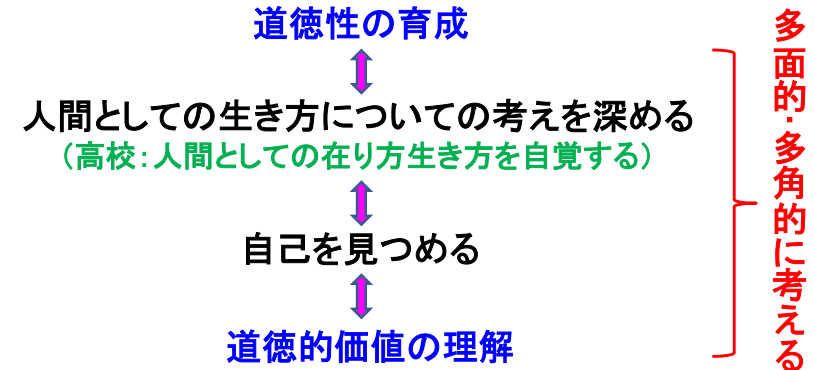 道徳性の育成
人間としての生き方についての考えを深める
（高校：人間としての在り方生き方を自覚する）
自己を見つめる
道徳的価値の理解
多面的・多角的に考える